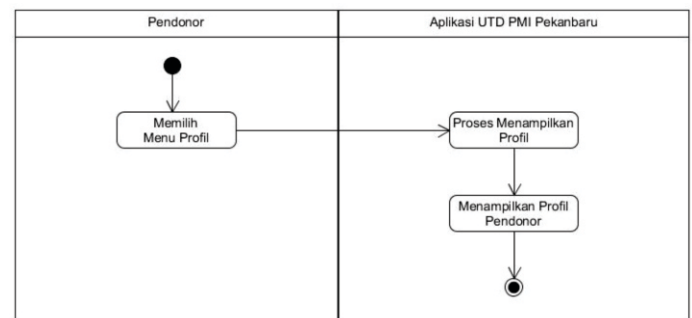 Pendonor
Aplikasi UTD PMI Pekanbaru
Memilih
Menu Profil
Proses Menampilkan
Profil
Menampilkan Profil
Pendonor